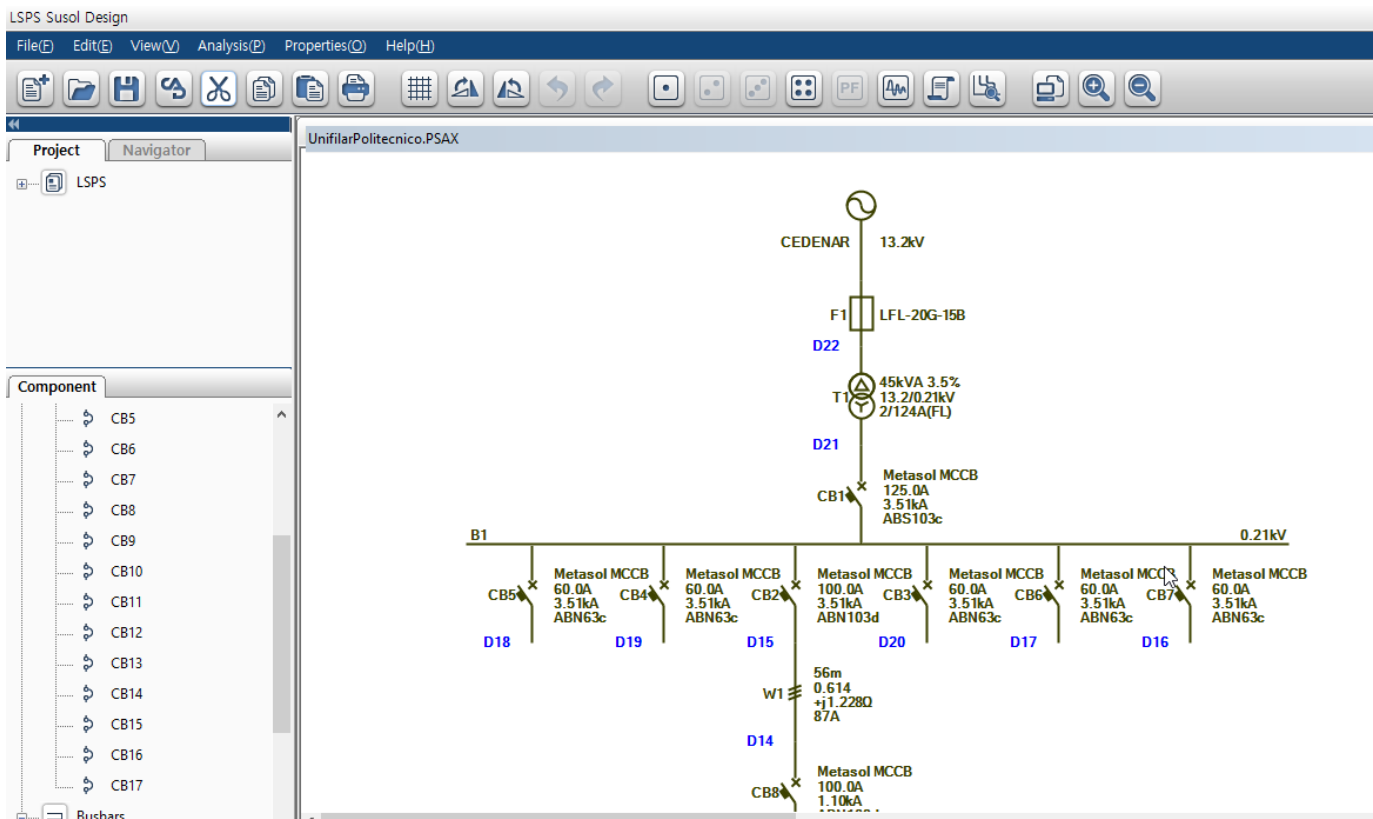 LSPS Susol Design
File(F) Edit(E) View(V) Analysis(P) Properties(O) Help(H)
PF
Project Navigator
UnifilarPolitecnico.PSAX
LSPS
CEDENAR 13.2kV
F1 LFL-20G-15B
D22
T1
45kVA 3.5%
13.2/0.21kV
2/124A(FL)
D21
CB1
Metasol MCCB
125.0A
3.51kA
ABS103c
B1 0.21kV
CB5
Metasol MCCB
60.0A
3.51kA
ABN63c
D18
CB4
Metasol MCCB
60.0A
3.51kA
ABN63c
D19
CB2
Metasol MCCB
100.0A
3.51kA
ABN103d
D15
CB3
Metasol MCCB
60.0A
3.51kA
ABN63c
D20
CB6
Metasol MCCB
60.0A
3.51kA
ABN63c
D17
CB7
Metasol MCCB
60.0A
3.51kA
ABN63c
D16
W1
56m
0.614
+j1.228Ω
87A
D14
CB8
Metasol MCCB
100.0A
1.10kA
Component
CB5
CB6
CB7
CB8
CB9
CB10
CB11
CB12
CB13
CB14
CB15
CB16
CB17
Busbars